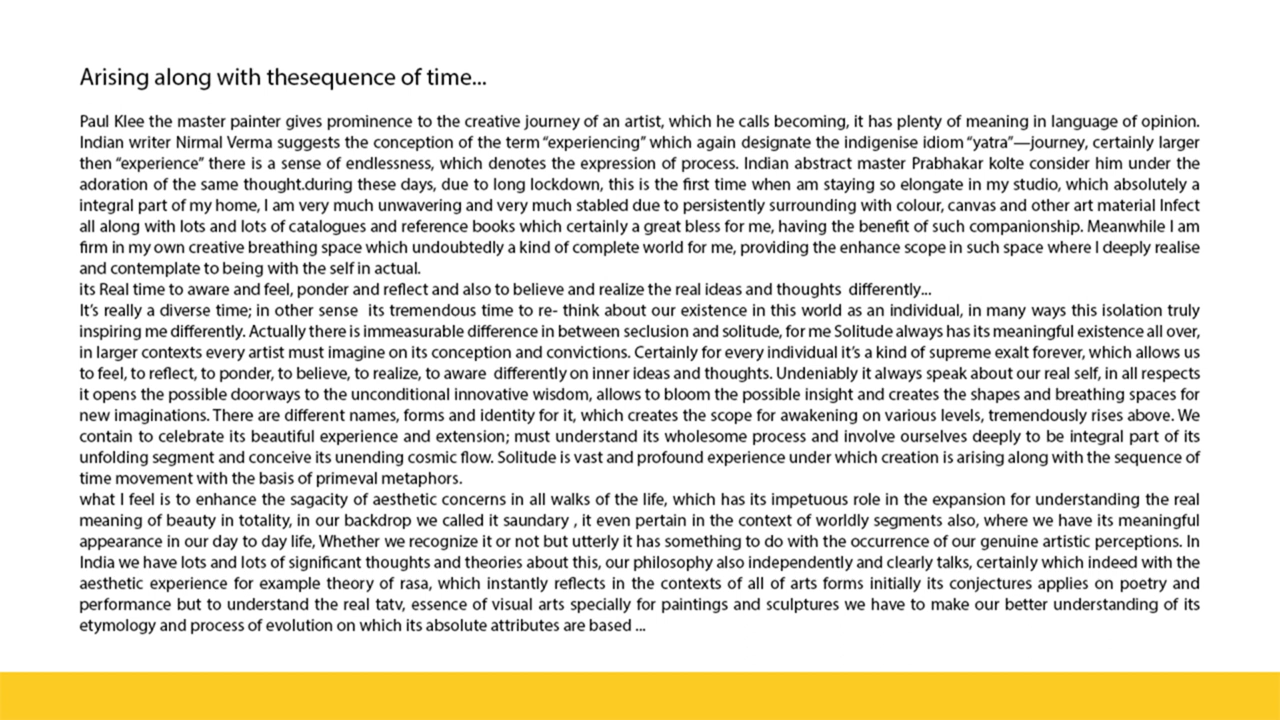 Arising along with thesequence of time...
Paul Klee the master painter gives prominence to the creative journey of an artist, which he calls becoming, it has plenty of meaning in language of opinion.
Indian writer Nirmal Verma suggests the conception of the term “experiencing” which again designate the indigenise idiom “yatra”—journey, certainly larger
then “experience” there is a sense of endlessness, which denotes the expression of process. Indian abstract master Prabhakar kolte consider him under the
adoration of the same thought.during these days, due to long lockdown, this is the first time when am staying so elongate in my studio, which absolutely a
integral part of my home, I am very much unwavering and very much stabled due to persistently surrounding with colour, canvas and other art material Infect
all along with lots and lots of catalogues and reference books which certainly a great bless for me, having the benefit of such companionship. Meanwhile I am
firm in my own creative breathing space which undoubtedly a kind of complete world for me, providing the enhance scope in such space where I deeply realise
and contemplate to being with the self in actual.
its Real time to aware and feel, ponder and reflect and also to believe and realize the real ideas and thoughts  differently...
It’s really a diverse time; in other sense  its tremendous time to re- think about our existence in this world as an individual, in many ways this isolation truly
inspiring me differently. Actually there is immeasurable difference in between seclusion and solitude, for me Solitude always has its meaningful existence all over,
in larger contexts every artist must imagine on its conception and convictions. Certainly for every individual it’s a kind of supreme exalt forever, which allows us
to feel, to reflect, to ponder, to believe, to realize, to aware  differently on inner ideas and thoughts. Undeniably it always speak about our real self, in all respects
it opens the possible doorways to the unconditional innovative wisdom, allows to bloom the possible insight and creates the shapes and breathing spaces for
new imaginations. There are different names, forms and identity for it, which creates the scope for awakening on various levels, tremendously rises above. We
contain to celebrate its beautiful experience and extension; must understand its wholesome process and involve ourselves deeply to be integral part of its
unfolding segment and conceive its unending cosmic flow. Solitude is vast and profound experience under which creation is arising along with the sequence of
time movement with the basis of primeval metaphors.
what I feel is to enhance the sagacity of aesthetic concerns in all walks of the life, which has its impetuous role in the expansion for understanding the real
meaning of beauty in totality, in our backdrop we called it saundary , it even pertain in the context of worldly segments also, where we have its meaningful
appearance in our day to day life, Whether we recognize it or not but utterly it has something to do with the occurrence of our genuine artistic perceptions. In
India we have lots and lots of significant thoughts and theories about this, our philosophy also independently and clearly talks, certainly which indeed with the
aesthetic experience for example theory of rasa, which instantly reflects in the contexts of all of arts forms initially its conjectures applies on poetry and
performance but to understand the real tatv, essence of visual arts specially for paintings and sculptures we have to make our better understanding of its
etymology and process of evolution on which its absolute attributes are based ...